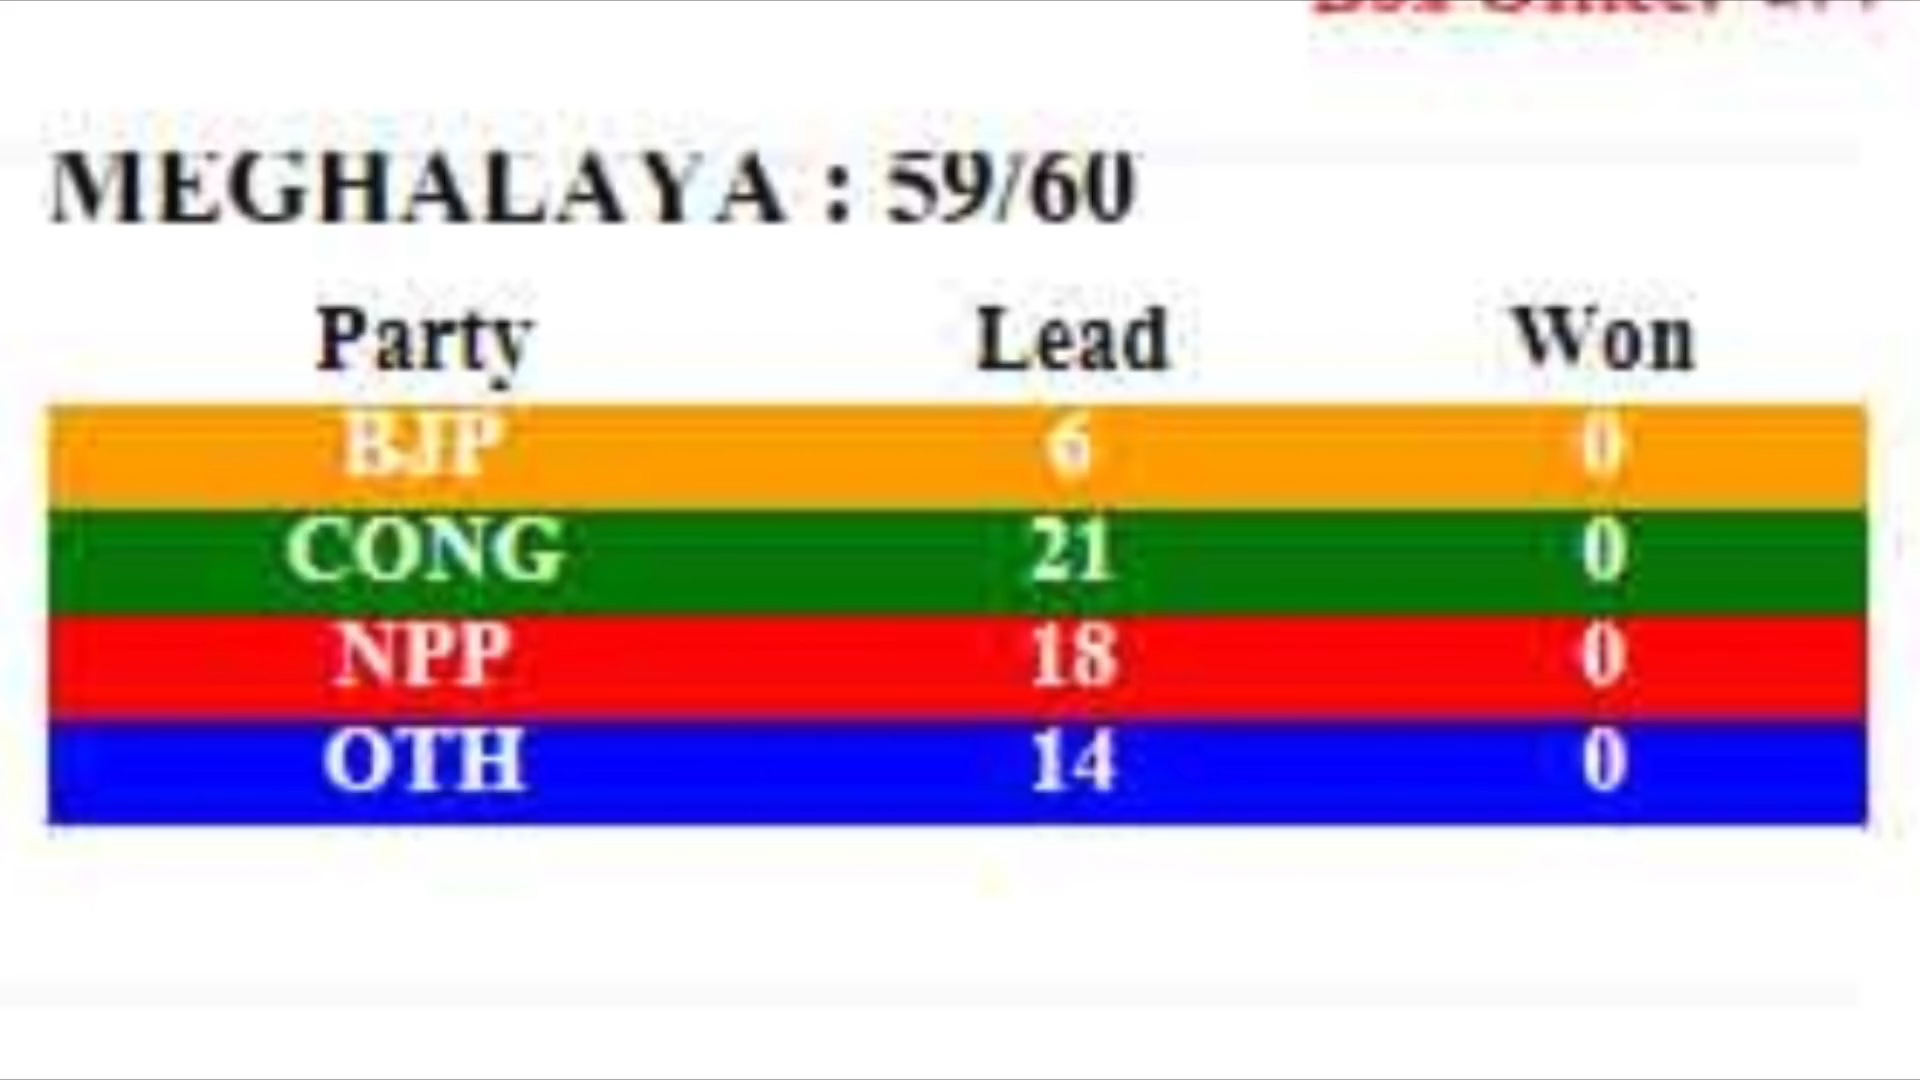 MEGHALAYA : 59/60
Party Lead Won
BJP 6 0
CONG 21 0
NPP 18 0
OTH 14 0